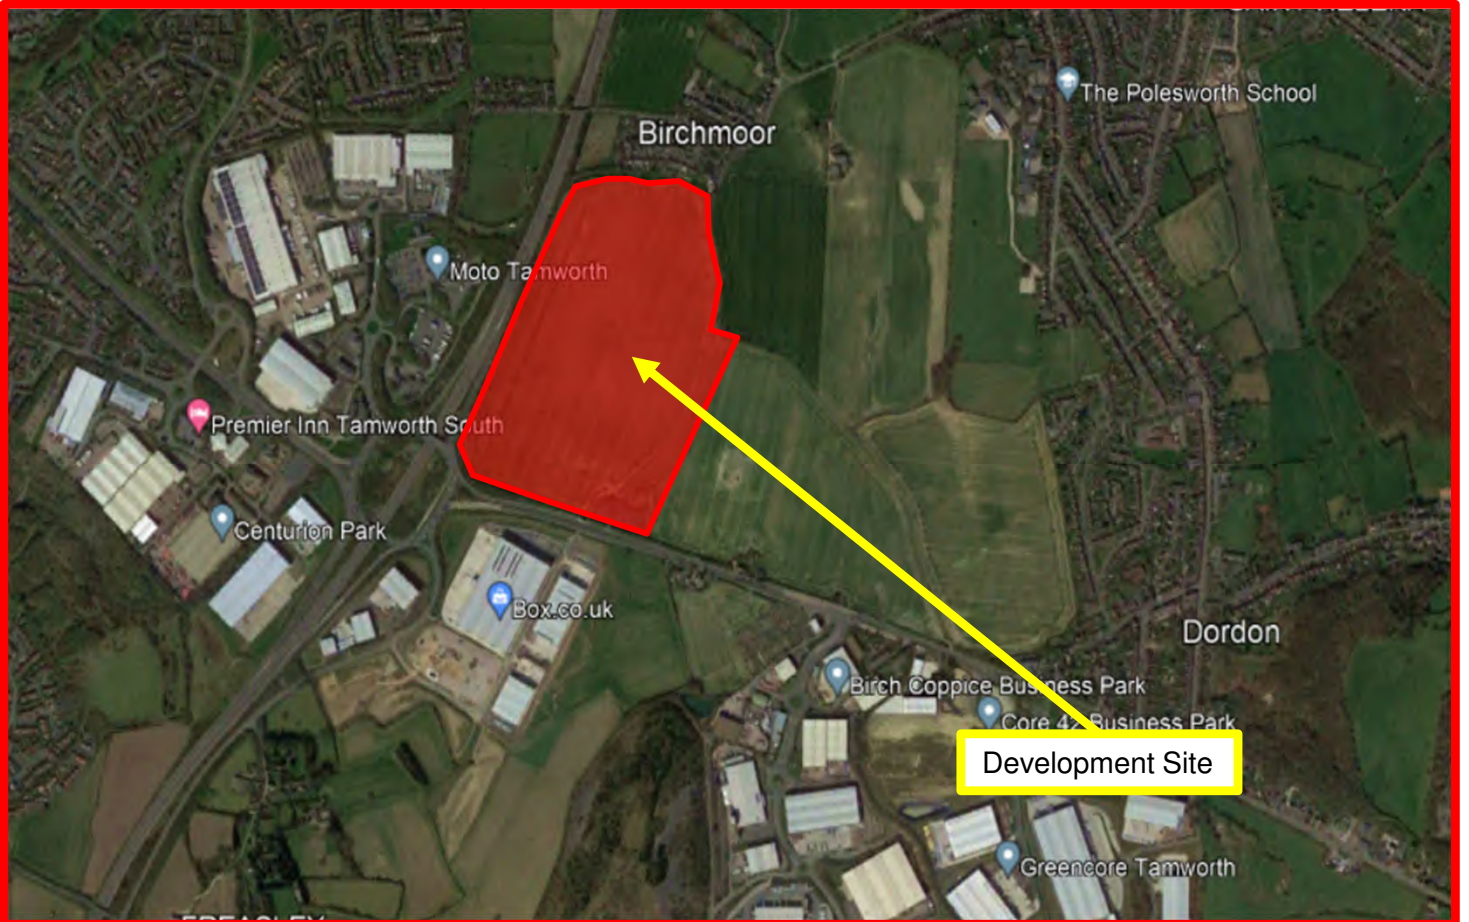 The Polesworth School
Birchmoor
Moto Tamworth
Premier Inn Tamworth South
Centurion Park
Box.co.uk
Dordon
Birch Coppice Business Park
Core 42 Business Park
Development Site
Greencore Tamworth